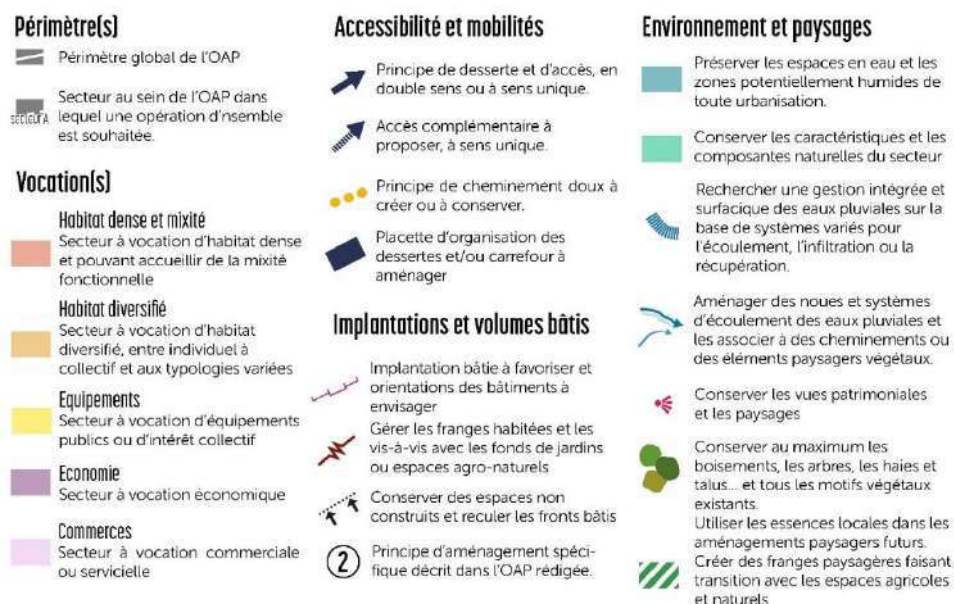 Périmètre(s)
Périmètre global de l'OAP
secteur A
Secteur au sein de l'OAP dans
lequel une opération d'nsemble
est souhaitée.
Vocation(s)
Habitat dense et mixité
Secteur à vocation d'habitat dense
et pouvant accueillir de la mixité
fonctionnelle
Habitat diversifié
Secteur à vocation d'habitat
diversifié, entre individuel à
collectif et aux typologies variées
Equipements
Secteur à vocation d'équipements
publics ou d'intérêt collectif
Economie
Secteur à vocation économique
Commerces
Secteur à vocation commerciale
ou servicielle
Accessibilité et mobilités
Principe de desserte et d'accès, en
double sens ou à sens unique.
Accès complémentaire à
proposer, à sens unique.
Principe de cheminement doux à
créer ou à conserver.
Placette d'organisation des
dessertes et/ou carrefour à
aménager
Implantations et volumes bâtis
Implantation bâtie à favoriser et
orientations des bâtiments à
envisager
Gérer les franges habitées et les
vis-à-vis avec les fonds de jardins
ou espaces agro-naturels
Conserver des espaces non
construits et reculer les fronts bâtis
2
Principe d'aménagement spéci-
fique décrit dans l'OAP rédigée.
Environnement et paysages
Préserver les espaces en eau et les
zones potentiellement humides de
toute urbanisation.
Conserver les caractéristiques et les
composantes naturelles du secteur
Rechercher une gestion intégrée et
surfacique des eaux pluviales sur la
base de systèmes variés pour
l'écoulement, l'infiltration ou la
récupération.
Aménager des noues et systèmes
d'écoulement des eaux pluviales et
les associer à des cheminements ou
des éléments paysagers végétaux.
Conserver les vues patrimoniales
et les paysages
Conserver au maximum les
boisements, les arbres, les haies et
talus... et tous les motifs végétaux
existants.
Utiliser les essences locales dans les
aménagements paysagers futurs.
Créer des franges paysagères faisant
transition avec les espaces agricoles
et naturels